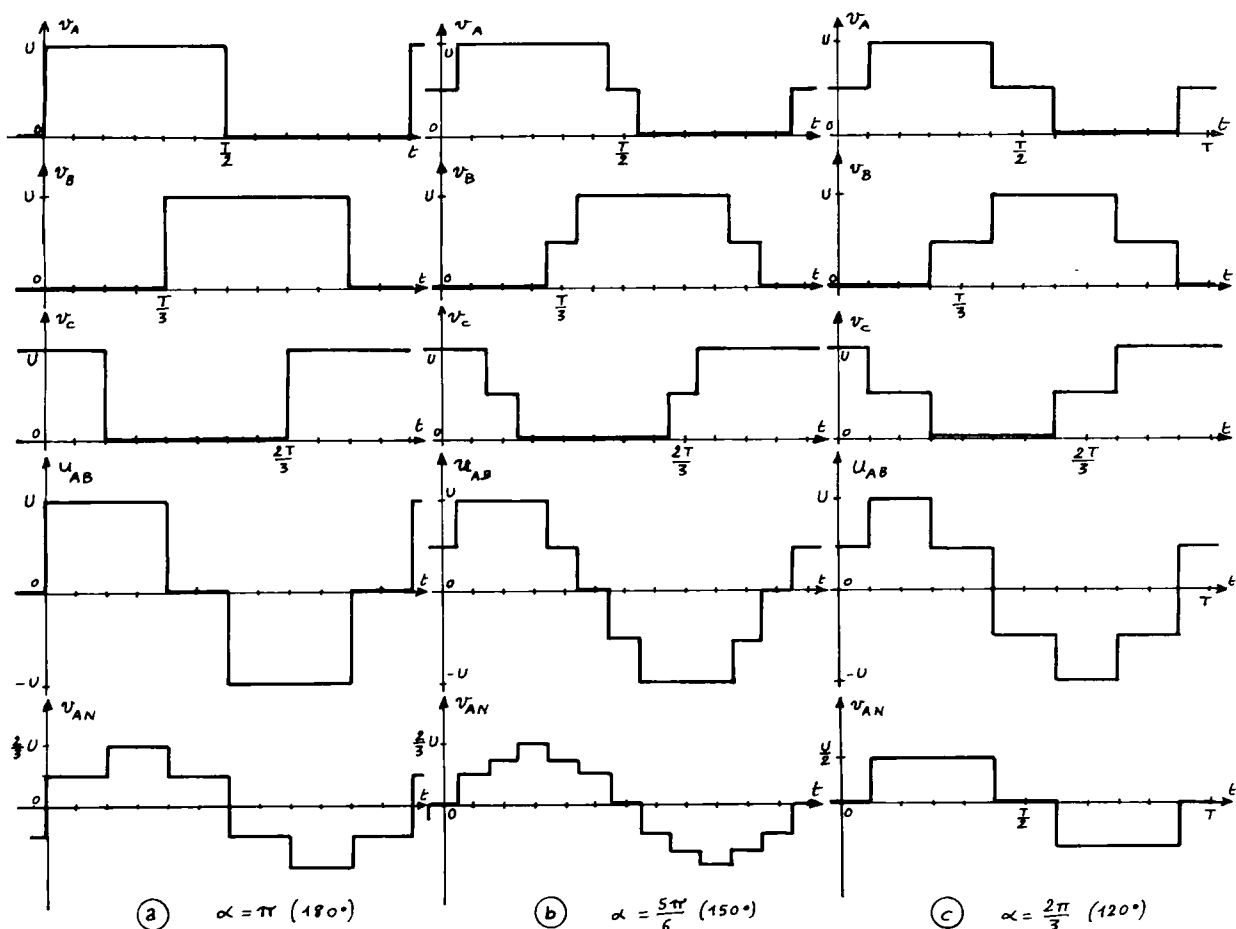 v_A v_A v_A
U U U
0 0 0
T/2 t T/2 t T/2 T t
v_B v_B v_B
U U U
0 0 0
T/3 t T/3 t T/3 t
v_C v_C v_C
U U U
0 0 0
2T/3 t 2T/3 t 2T/3 t
U_AB U_AB U_AB
U U U
0 t 0 t 0 T t
-U -U -U
v_AN v_AN v_AN
2/3 U 2/3 U U/2
0 t 0 t 0 T/2 T t
a α = π (180°) b α = 5π/6 (150°) c α = 2π/3 (120°)